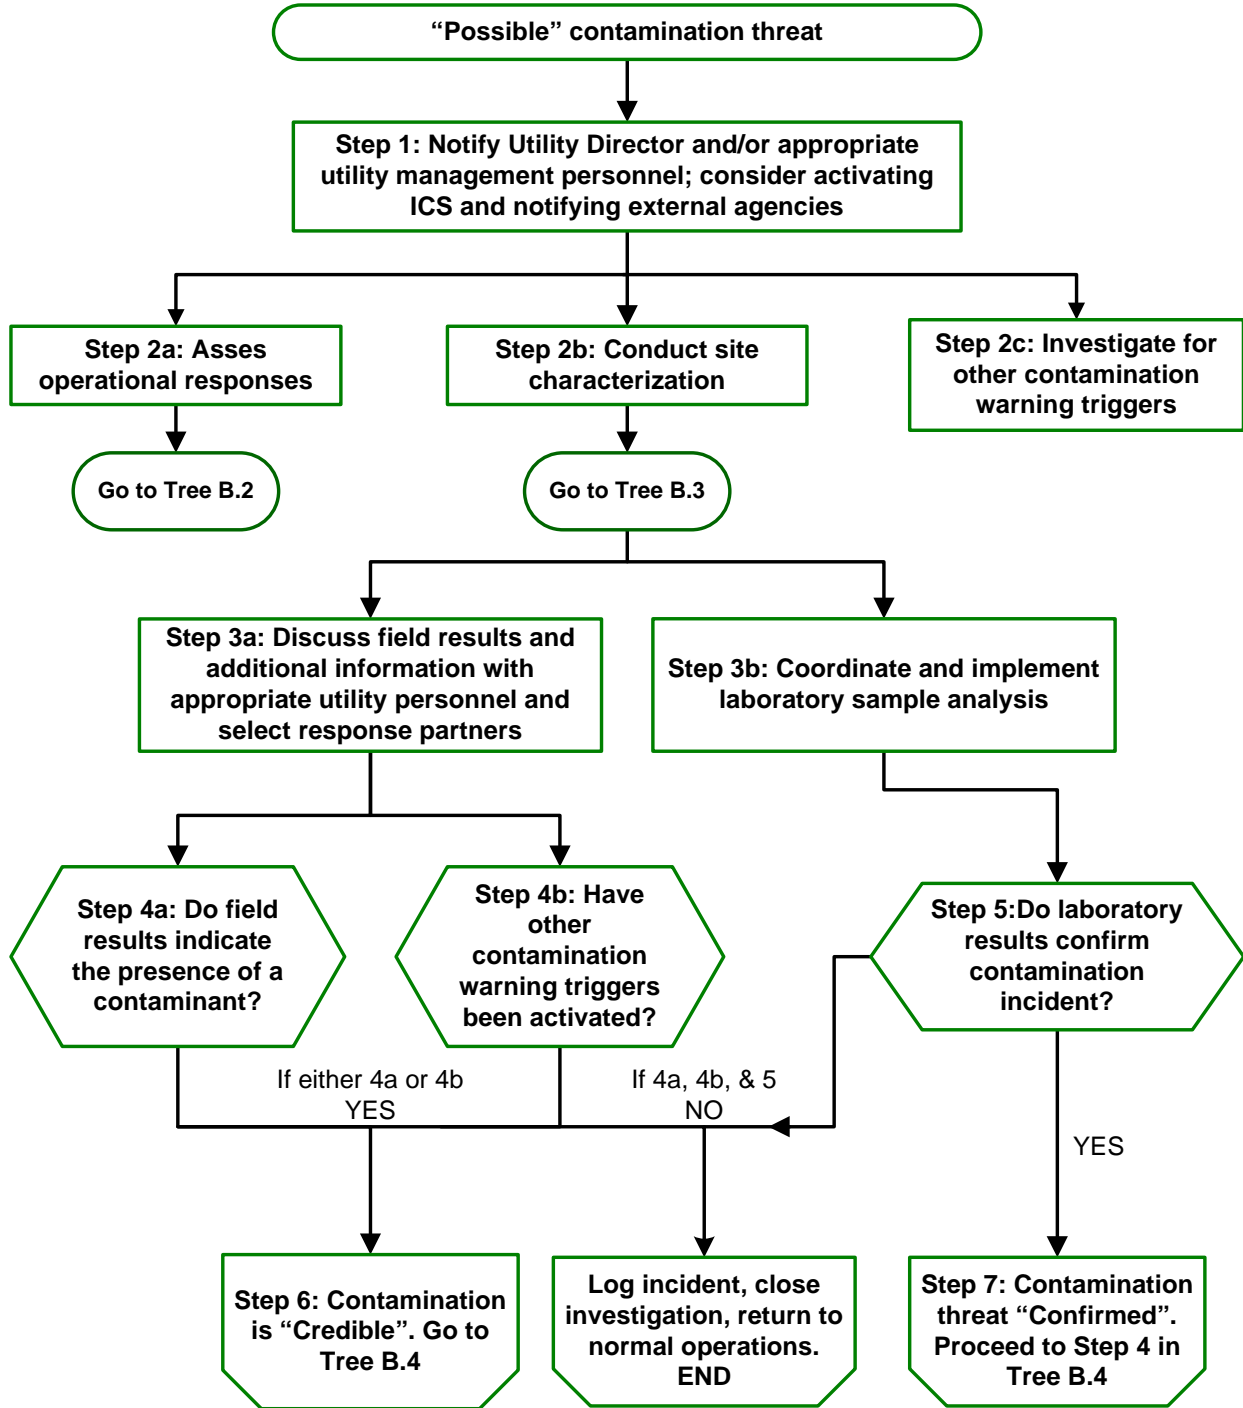 “Possible” contamination threat
Step 1: Notify Utility Director and/or appropriate
utility management personnel; consider activating
ICS and notifying external agencies
Step 2a: Asses
operational responses
Step 2b: Conduct site
characterization
Step 2c: Investigate for
other contamination
warning triggers
Go to Tree B.2
Go to Tree B.3
Step 3a: Discuss field results and
additional information with
appropriate utility personnel and
select response partners
Step 3b: Coordinate and implement
laboratory sample analysis
Step 4a: Do field
results indicate
the presence of a
contaminant?
Step 4b: Have
other
contamination
warning triggers
been activated?
Step 5:Do laboratory
results confirm
contamination
incident?
If either 4a or 4b
YES
If 4a, 4b, & 5
NO
YES
Step 6: Contamination
is “Credible”. Go to
Tree B.4
Log incident, close
investigation, return to
normal operations.
END
Step 7: Contamination
threat “Confirmed”.
Proceed to Step 4 in
Tree B.4